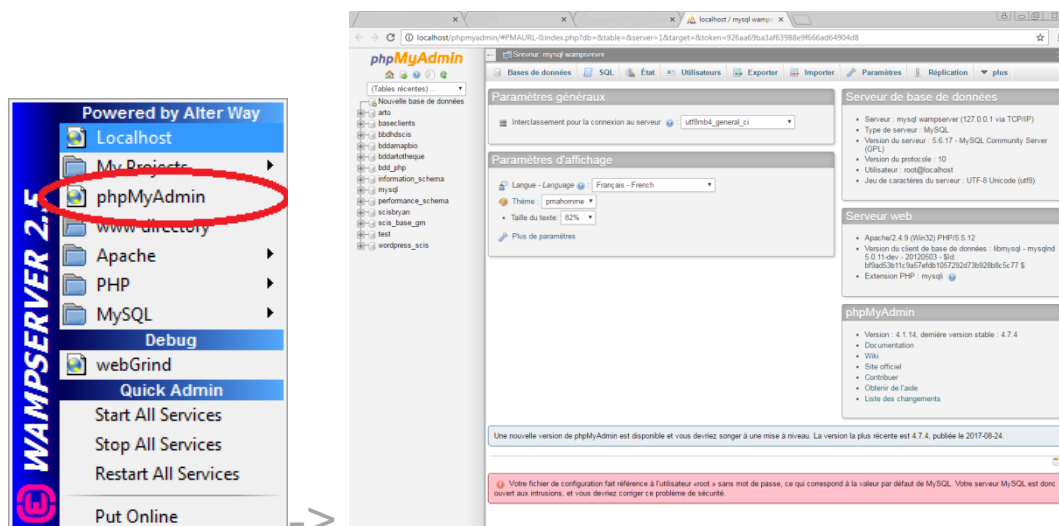 Powered by Alter Way
Localhost
My Projects
phpMyAdmin
www directory
Apache
PHP
MySQL
Debug
webGrind
Quick Admin
Start All Services
Stop All Services
Restart All Services
Put Online
WAMPSERVER 2.5
->
localhost / mysql wamps
localhost/phpmyadmin/#PMAURL-0:index.php?db=&table=&server=1&target=&token=926aa69ba3af63988e9f666ad64904d8
phpMyAdmin
(Tables récentes) ...
Nouvelle base de données
arto
baseclients
bbdhdscis
bddamapbio
bddartotheque
bdd_php
information_schema
mysql
performance_schema
scisbryan
scis_base_gm
test
wordpress_scis
Serveur: mysql wampserver
Bases de données SQL État Utilisateurs Exporter Importer Paramètres Réplication plus
Paramètres généraux
Interclassement pour la connexion au serveur : utf8mb4_general_ci
Paramètres d'affichage
Langue - Language : Français - French
Thème : pmahomme
Taille du texte: 82%
Plus de paramètres
Serveur de base de données
Serveur : mysql wampserver (127.0.0.1 via TCP/IP)
Type de serveur : MySQL
Version du serveur : 5.6.17 - MySQL Community Server
(GPL)
Version du protocole : 10
Utilisateur : root@localhost
Jeu de caractères du serveur : UTF-8 Unicode (utf8)
Serveur web
Apache/2.4.9 (Win32) PHP/5.5.12
Version du client de base de données : libmysql - mysqlnd
5.0.11-dev - 20120503 - $Id:
bf9ad53b11c9a57efdb1057292d73b928b8c5c77 $
Extension PHP : mysqli
phpMyAdmin
Version : 4.1.14, dernière version stable : 4.7.4
Documentation
Wiki
Site officiel
Contribuer
Obtenir de l'aide
Liste des changements
Une nouvelle version de phpMyAdmin est disponible et vous devriez songer à une mise à niveau. La version la plus récente est 4.7.4, publiée le 2017-08-24.
Votre fichier de configuration fait référence à l'utilisateur «root » sans mot de passe, ce qui correspond à la valeur par défaut de MySQL. Votre serveur MySQL est donc
ouvert aux intrusions, et vous devriez corriger ce problème de sécurité.